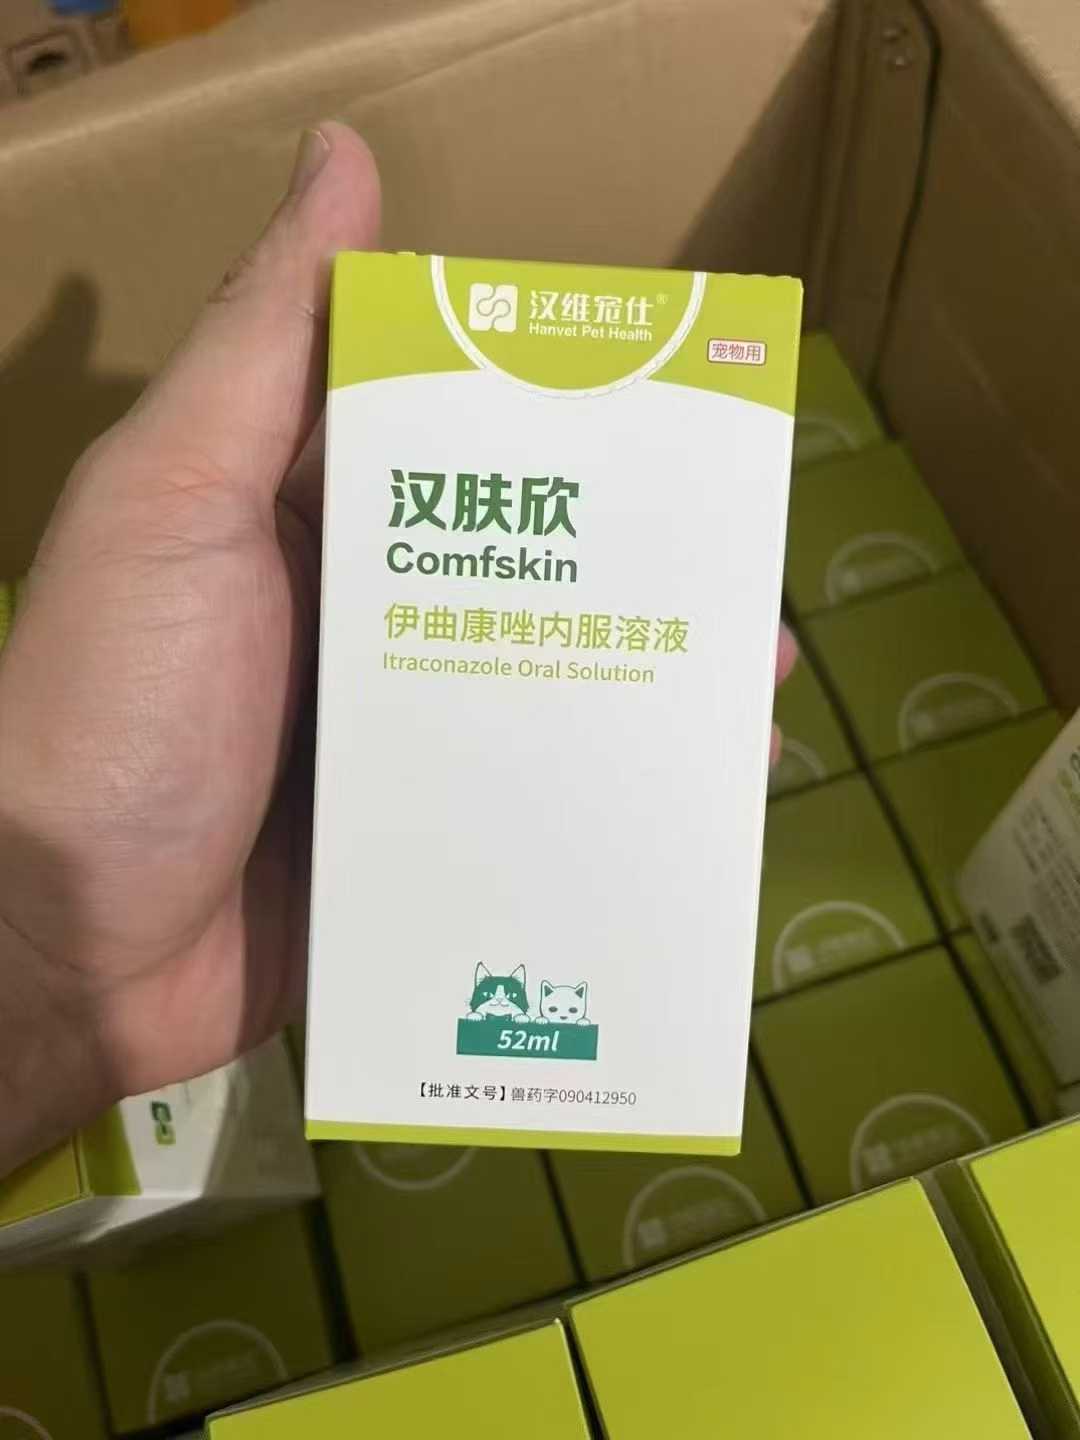 汉维宠仕®
Hanvet Pet Health
宠物用
汉肤欣
Comfskin
伊曲康唑内服溶液
Itraconazole Oral Solution
52ml
【批准文号】兽药字090412950